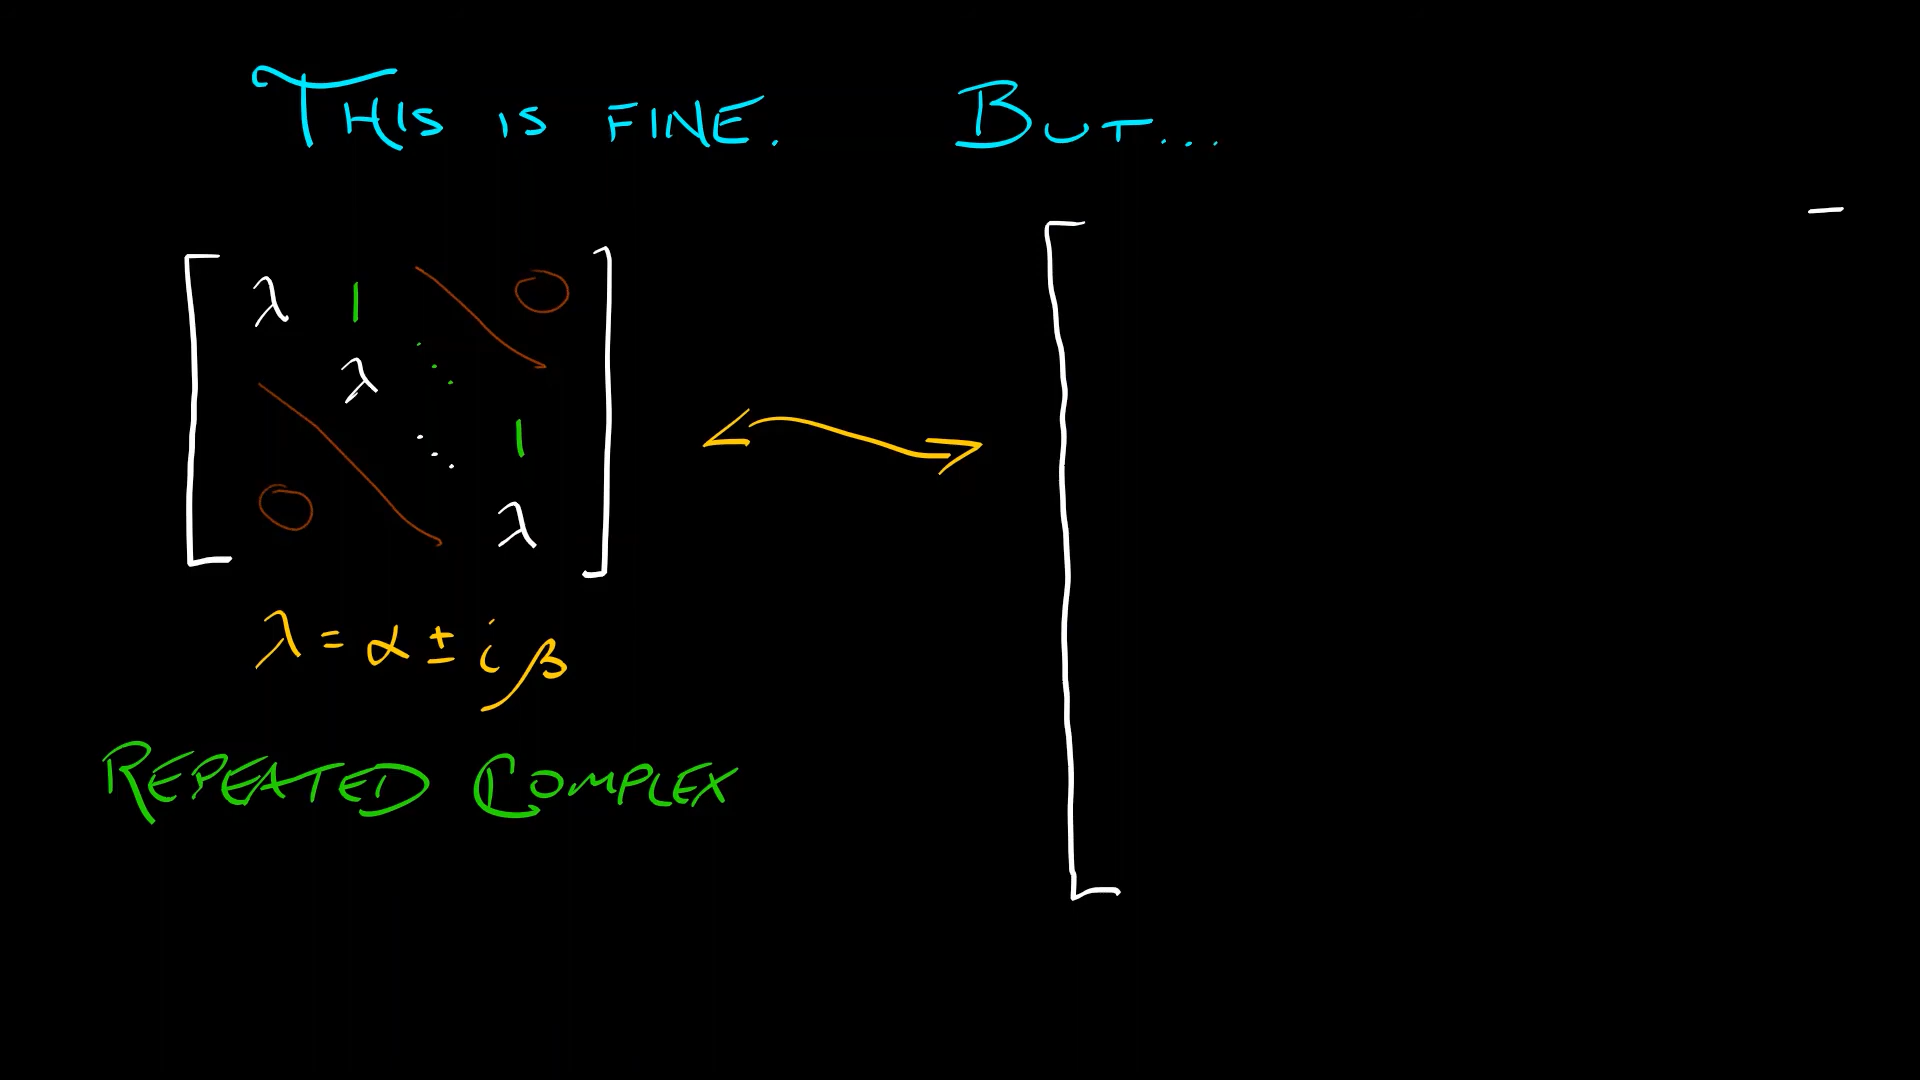 THIS IS FINE. BUT...
λ 1 0
λ ⋱
⋱ 1
0 λ
λ = α ± iβ
REPEATED COMPLEX